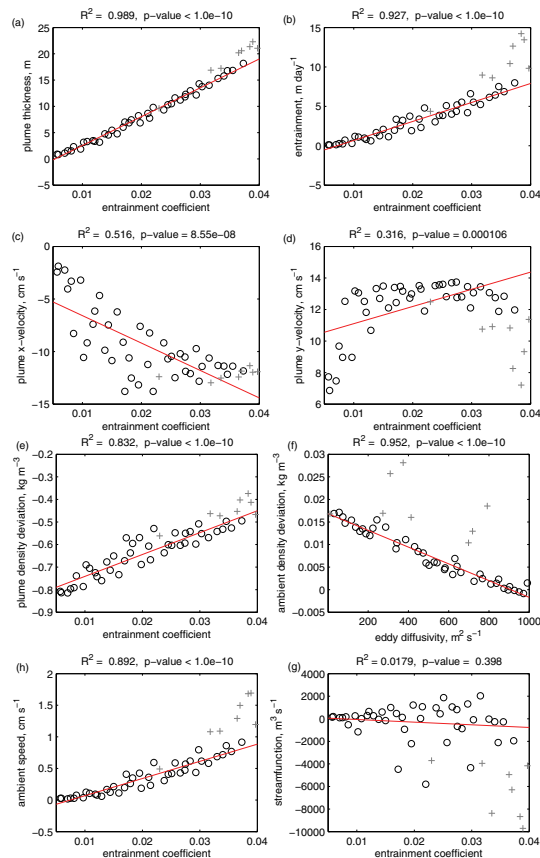 (a) R² = 0.989, p-value < 1.0e-10
plume thickness, m
25
20
15
10
5
0
−5
0.01 0.02 0.03 0.04
entrainment coefficient
(b) R² = 0.927, p-value < 1.0e-10
entrainment, m day⁻¹
15
10
5
0
−5
0.01 0.02 0.03 0.04
entrainment coefficient
(c) R² = 0.516, p-value = 8.55e-08
plume x-velocity, cm s⁻¹
0
−5
−10
−15
0.01 0.02 0.03 0.04
entrainment coefficient
(d) R² = 0.316, p-value = 0.000106
plume y-velocity, cm s⁻¹
16
14
12
10
8
6
0.01 0.02 0.03 0.04
entrainment coefficient
(e) R² = 0.832, p-value < 1.0e-10
plume density deviation, kg m⁻³
−0.2
−0.3
−0.4
−0.5
−0.6
−0.7
−0.8
−0.9
0.01 0.02 0.03 0.04
entrainment coefficient
(f) R² = 0.952, p-value < 1.0e-10
ambient density deviation, kg m⁻³
0.03
0.025
0.02
0.015
0.01
0.005
0
−0.005
200 400 600 800 1000
eddy diffusivity, m² s⁻¹
(h) R² = 0.892, p-value < 1.0e-10
ambient speed, cm s⁻¹
2
1.5
1
0.5
0
−0.5
0.01 0.02 0.03 0.04
entrainment coefficient
(g) R² = 0.0179, p-value = 0.398
streamfunction, m³ s⁻¹
4000
2000
0
−2000
−4000
−6000
−8000
−10000
0.01 0.02 0.03 0.04
entrainment coefficient